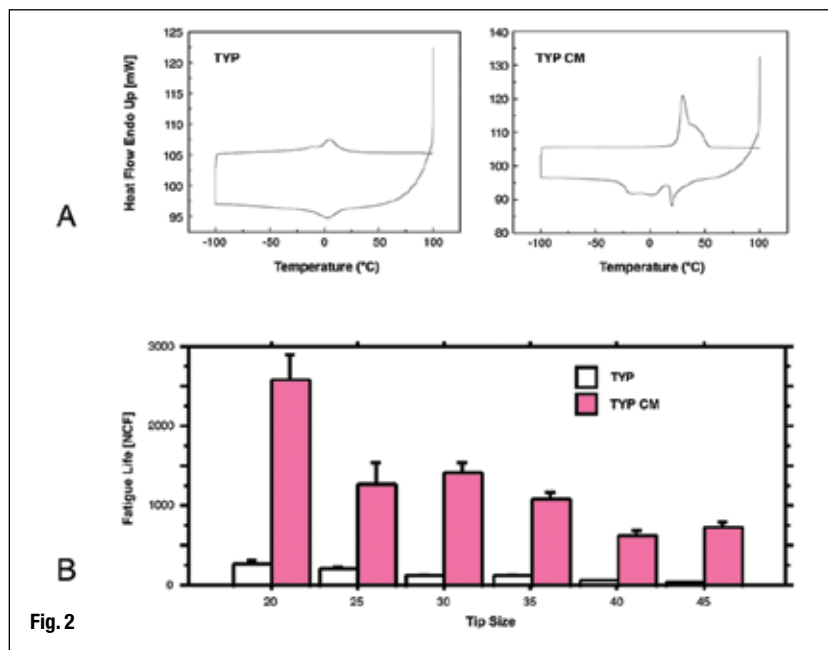 TYP
TYP CM
Heat Flow Endo Up [mW]
125
120
115
110
105
100
95
-100 -50 0 50 100
Temperature (°C)
140
130
120
110
100
90
80
-100 -50 0 50 100
Temperature (°C)
A
Fatigue Life [NCF]
3000
2000
1000
0
TYP
TYP CM
20 25 30 35 40 45
Tip Size
B
Fig. 2